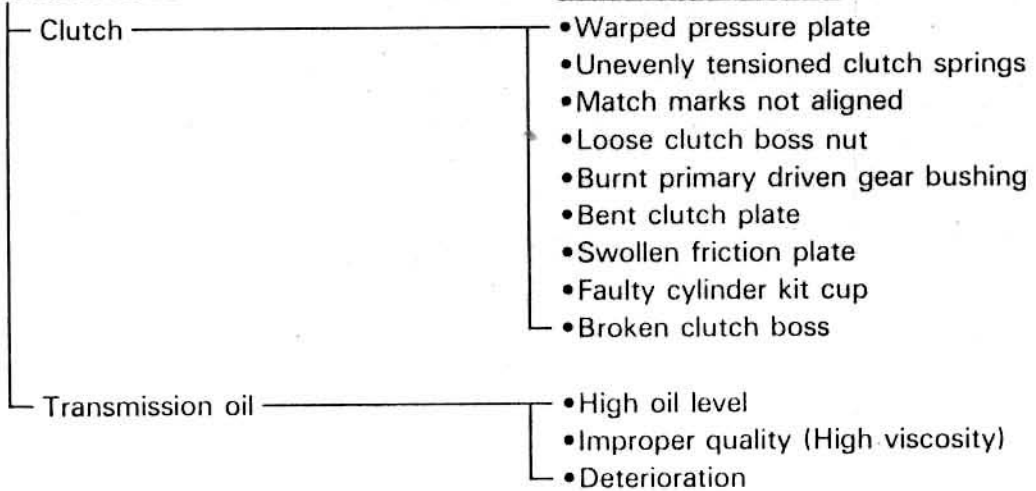 Clutch
•Warped pressure plate
•Unevenly tensioned clutch springs
•Match marks not aligned
•Loose clutch boss nut
•Burnt primary driven gear bushing
•Bent clutch plate
•Swollen friction plate
•Faulty cylinder kit cup
•Broken clutch boss
Transmission oil
•High oil level
•Improper quality (High viscosity)
•Deterioration